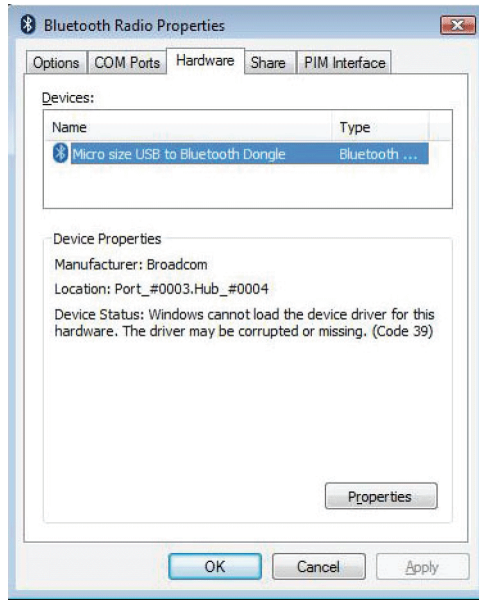 Bluetooth Radio Properties
Options COM Ports Hardware Share PIM Interface
Devices:
Name Type
Micro size USB to Bluetooth Dongle Bluetooth ...
Device Properties
Manufacturer: Broadcom
Location: Port_#0003.Hub_#0004
Device Status: Windows cannot load the device driver for this
hardware. The driver may be corrupted or missing. (Code 39)
Properties
OK Cancel Apply